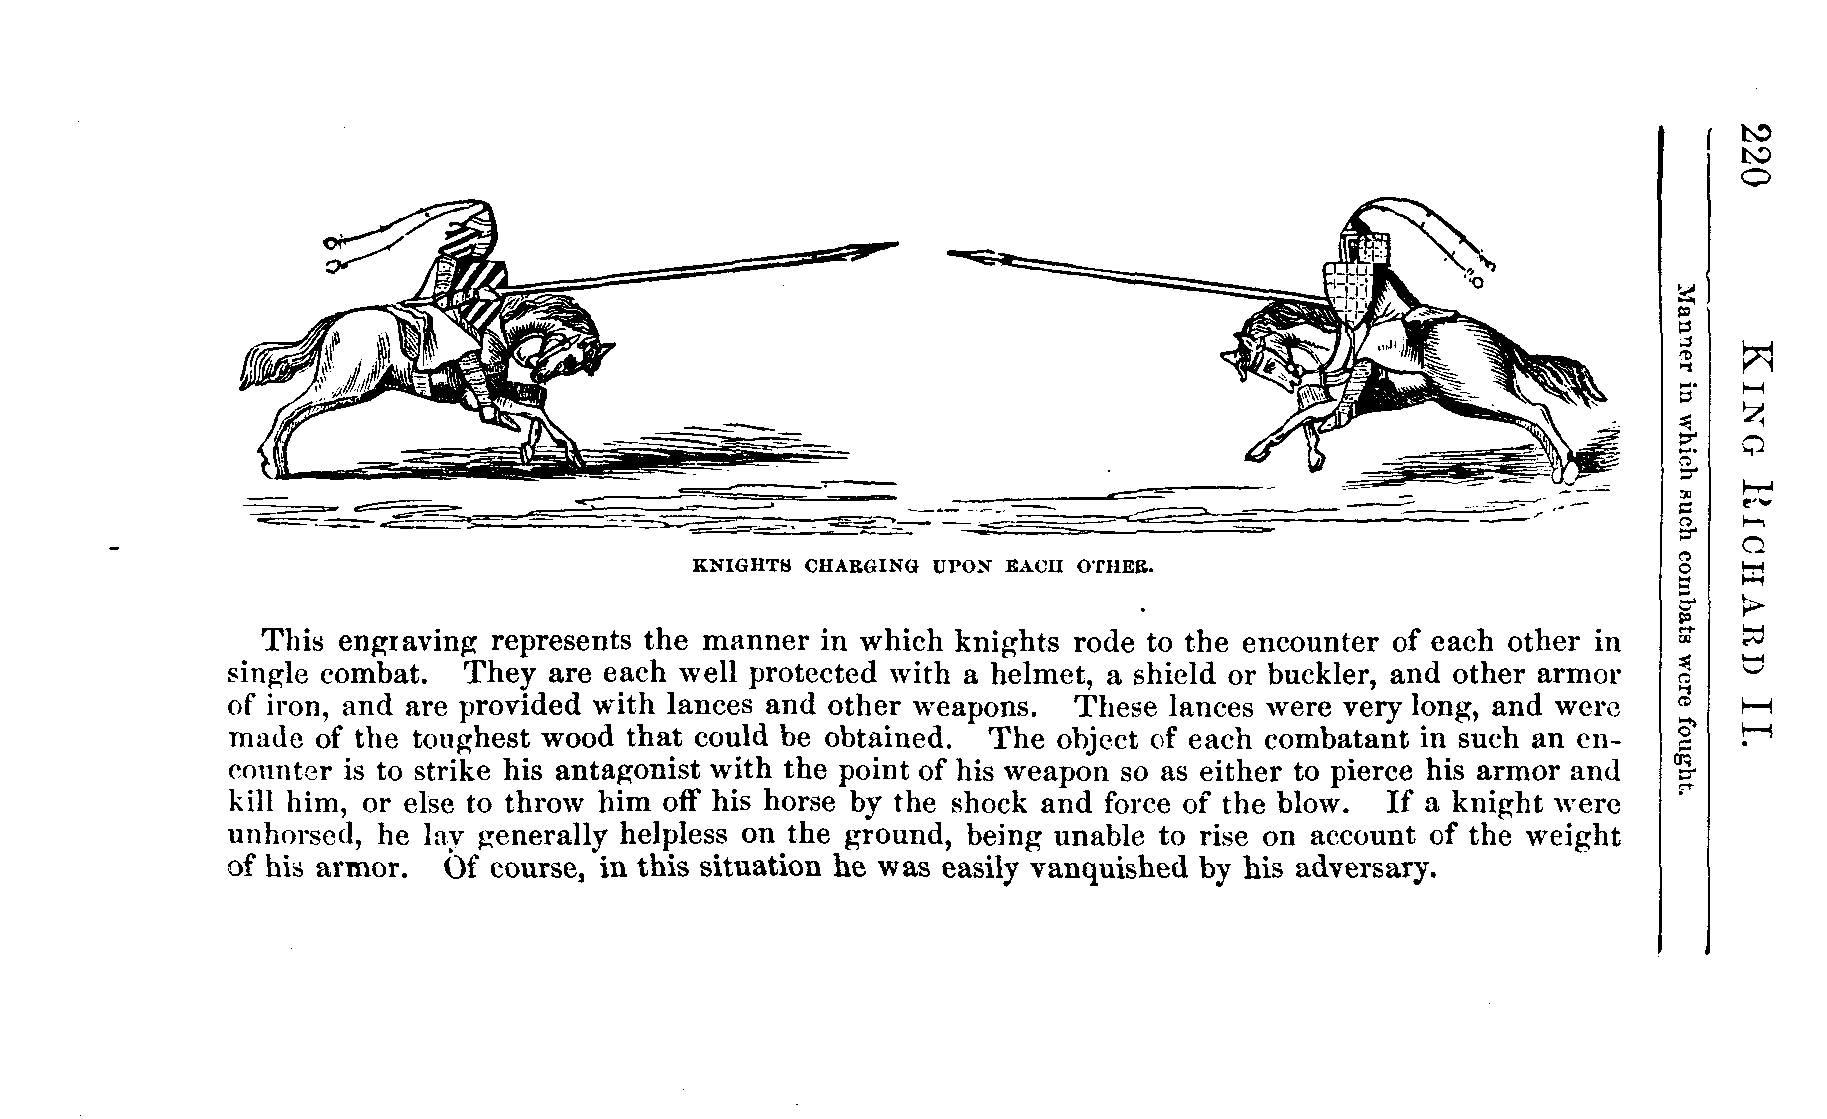 220 KING RICHARD II.
Manner in which such combats were fought.
KNIGHTS CHARGING UPON EACH OTHER.
This engraving represents the manner in which knights rode to the encounter of each other in
single combat. They are each well protected with a helmet, a shield or buckler, and other armor
of iron, and are provided with lances and other weapons. These lances were very long, and were
made of the toughest wood that could be obtained. The object of each combatant in such an en-
counter is to strike his antagonist with the point of his weapon so as either to pierce his armor and
kill him, or else to throw him off his horse by the shock and force of the blow. If a knight were
unhorsed, he lay generally helpless on the ground, being unable to rise on account of the weight
of his armor. Of course, in this situation he was easily vanquished by his adversary.